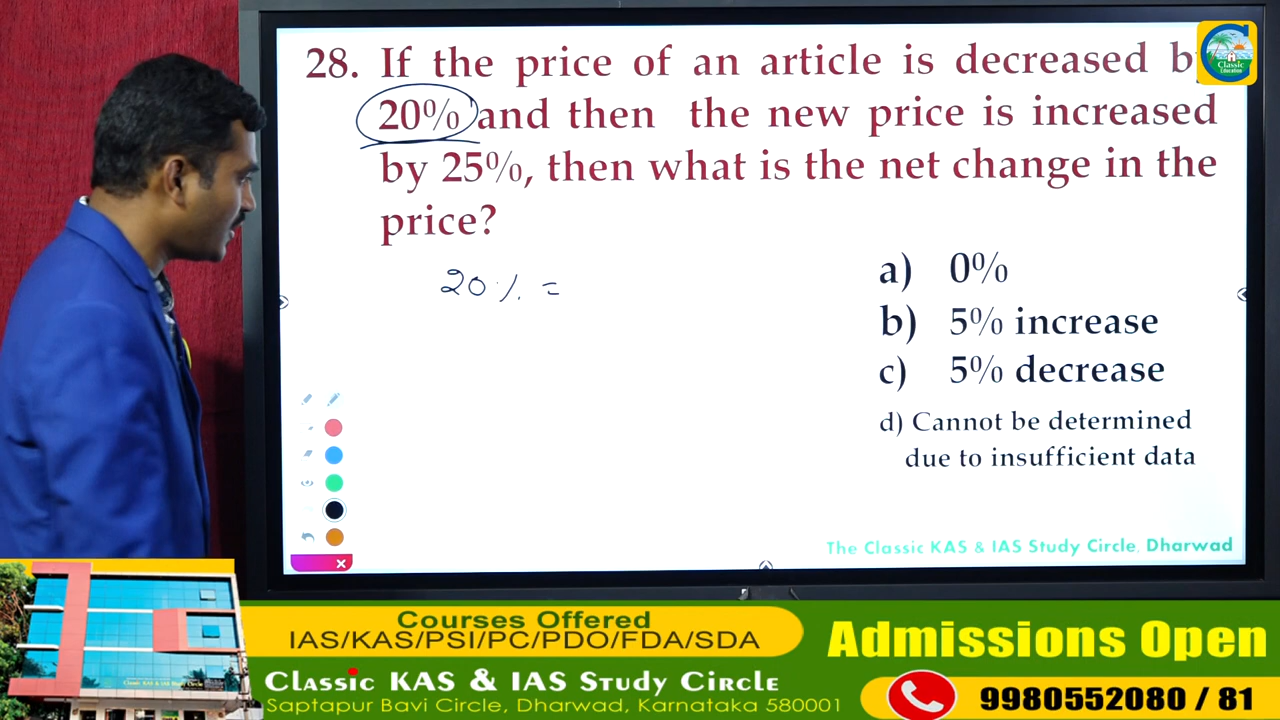 28. If the price of an article is decreased by
20% and then the new price is increased
by 25%, then what is the net change in the
price?
20% =
a) 0%
b) 5% increase
c) 5% decrease
d) Cannot be determined
due to insufficient data
The Classic KAS & IAS Study Circle. Dharwad
Classic
Education
Courses Offered
IAS/KAS/PSI/PC/PDO/FDA/SDA
Classic KAS & IAS Study Circle
Saptapur Bavi Circle, Dharwad, Karnataka 580001
Admissions Open
9980552080 / 81